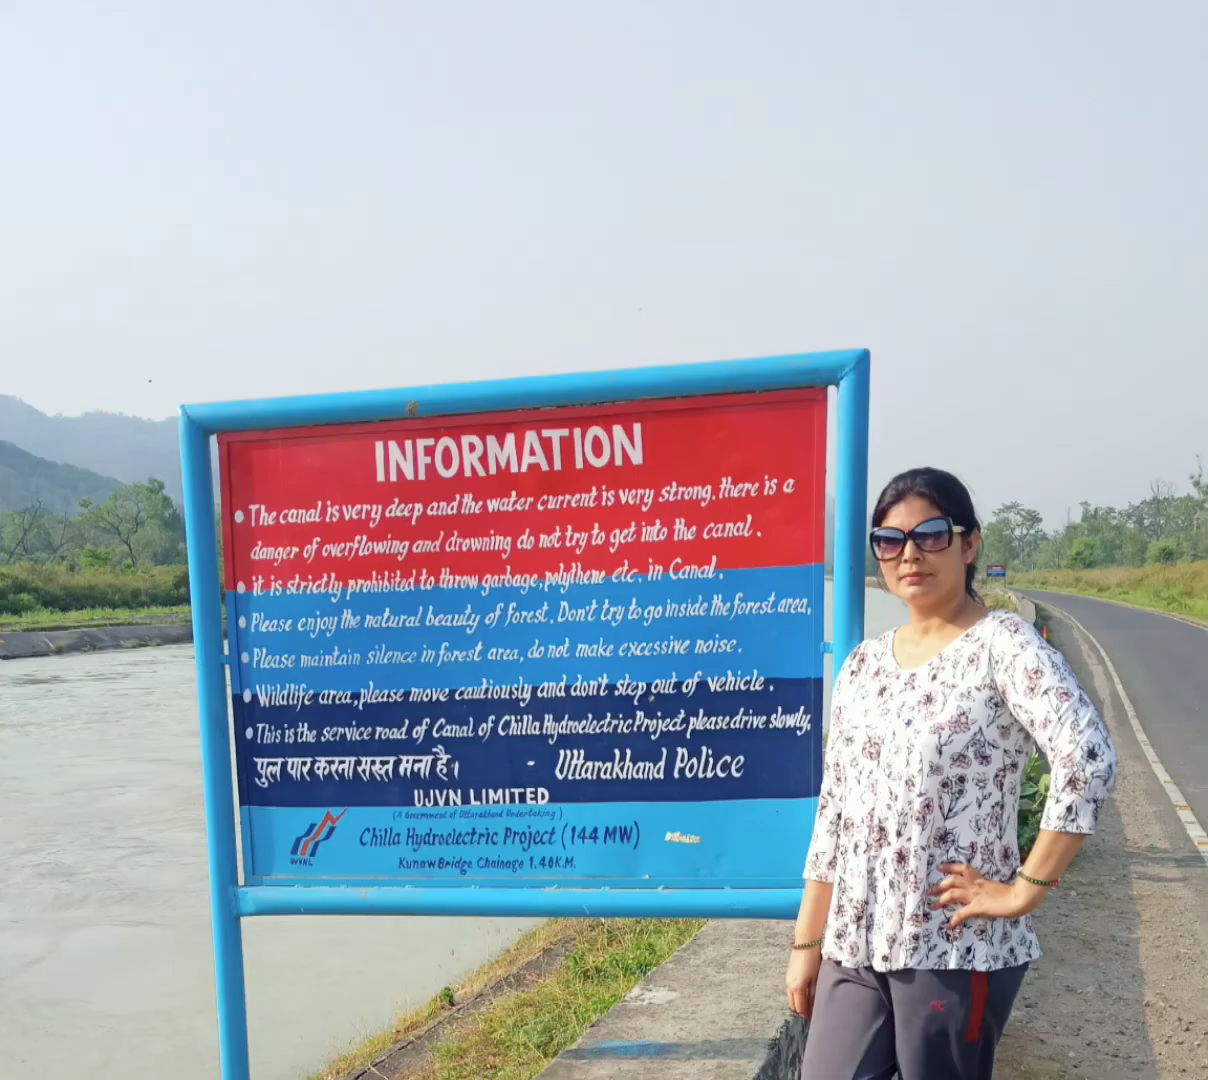 INFORMATION
• The canal is very deep and the water current is very strong, there is a
danger of overflowing and drowning do not try to get into the canal.
• it is strictly prohibited to throw garbage, polythene etc. in Canal.
• Please enjoy the natural beauty of forest. Don't try to go inside the forest area,
• Please maintain silence in forest area, do not make excessive noise.
• Wildlife area, please move cautiously and don't step out of vehicle.
• This is the service road of Canal of Chilla Hydroelectric Project please drive slowly,
पुल पार करना सख्त मना है। - Uttarakhand Police
UJVN LIMITED
(A Government of Uttarakhand Undertaking)
Chilla Hydroelectric Project (144 MW)
UJVNL
Kunaw Bridge Chainage 1.40K.M.